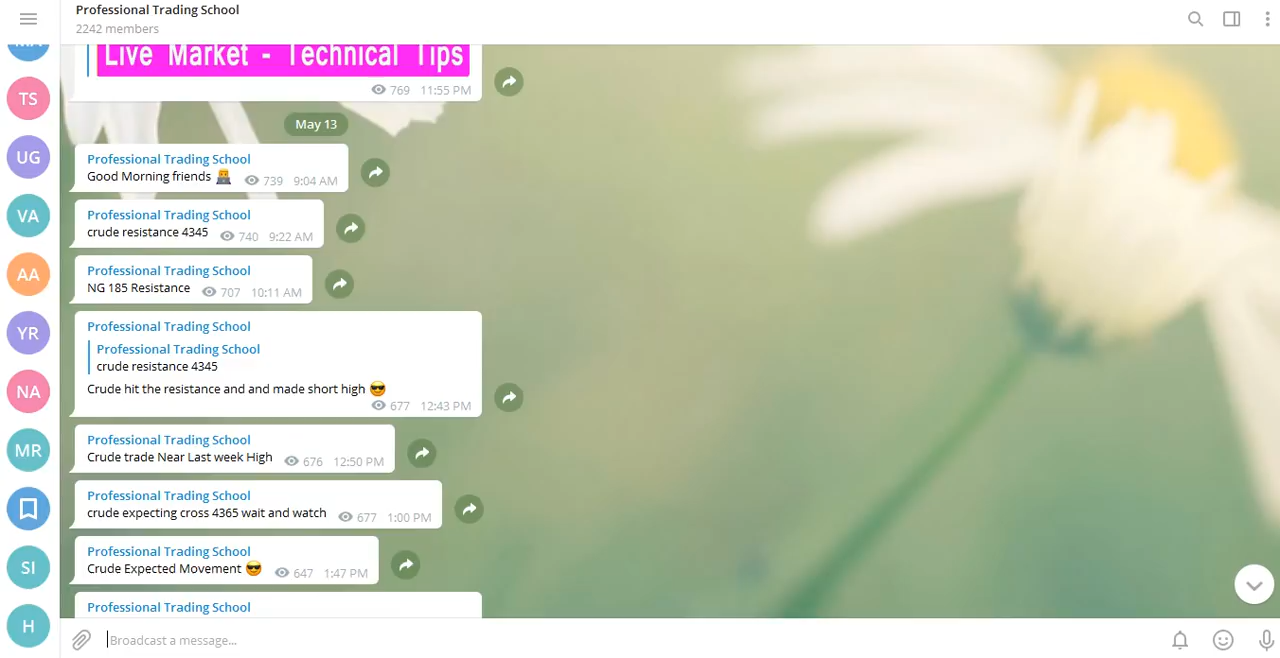 Professional Trading School
2242 members
Live Market - Technical Tips
769 11:55 PM
May 13
TS
UG
VA
AA
YR
NA
MR
SI
H
Professional Trading School
Good Morning friends 739 9:04 AM
Professional Trading School
crude resistance 4345 740 9:22 AM
Professional Trading School
NG 185 Resistance 707 10:11 AM
Professional Trading School
Professional Trading School
crude resistance 4345
Crude hit the resistance and and made short high 😎
677 12:43 PM
Professional Trading School
Crude trade Near Last week High 676 12:50 PM
Professional Trading School
crude expecting cross 4365 wait and watch 677 1:00 PM
Professional Trading School
Crude Expected Movement 😎 647 1:47 PM
Professional Trading School
Broadcast a message...